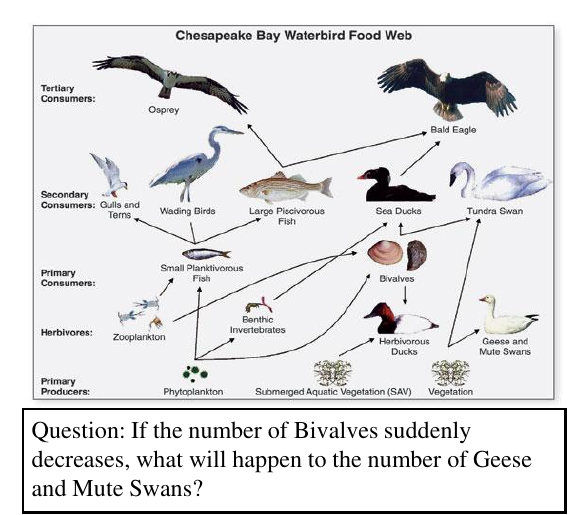 Chesapeake Bay Waterbird Food Web
Tertiary
Consumers:
Osprey
Bald Eagle
Secondary
Consumers:
Gulls and
Terns
Wading Birds
Large Piscivorous
Fish
Sea Ducks
Tundra Swan
Primary
Consumers:
Small Planktivorous
Fish
Bivalves
Herbivores:
Zooplankton
Benthic
Invertebrates
Herbivorous
Ducks
Geese and
Mute Swans
Primary
Producers:
Phytoplankton
Submerged Aquatic Vegetation (SAV)
Vegetation
Question: If the number of Bivalves suddenly
decreases, what will happen to the number of Geese
and Mute Swans?